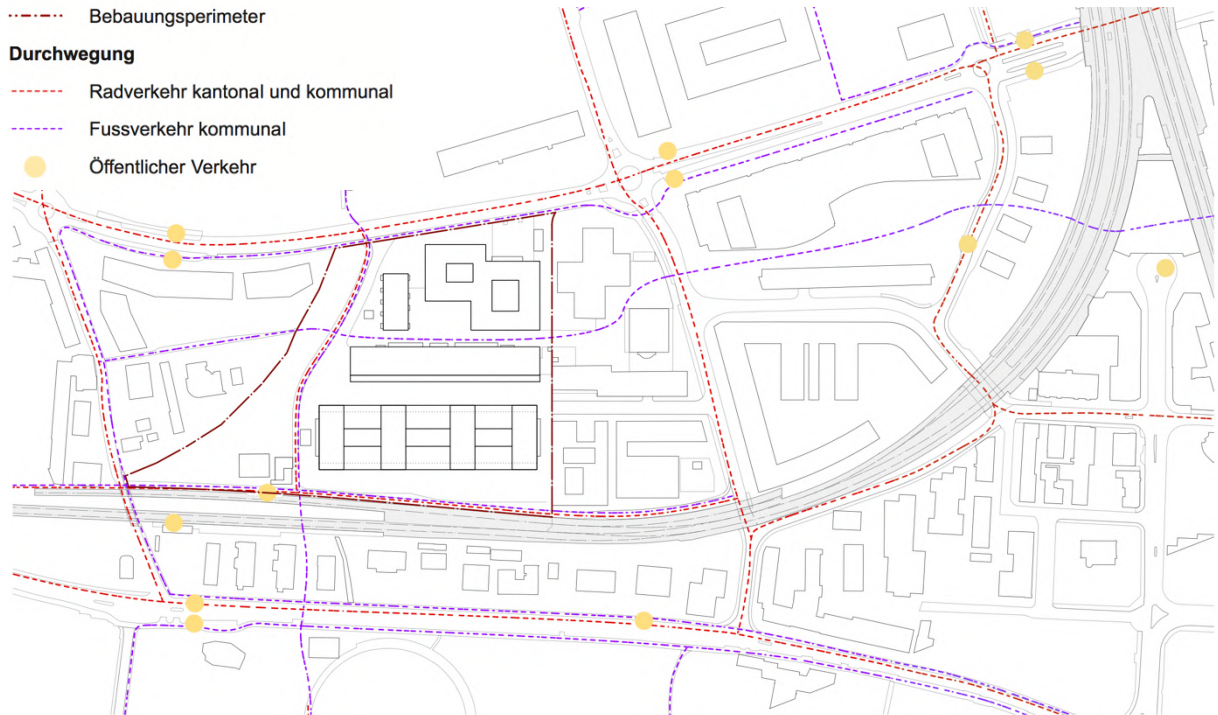 Bebauungsperimeter
Durchwegung
Radverkehr kantonal und kommunal
Fussverkehr kommunal
Öffentlicher Verkehr